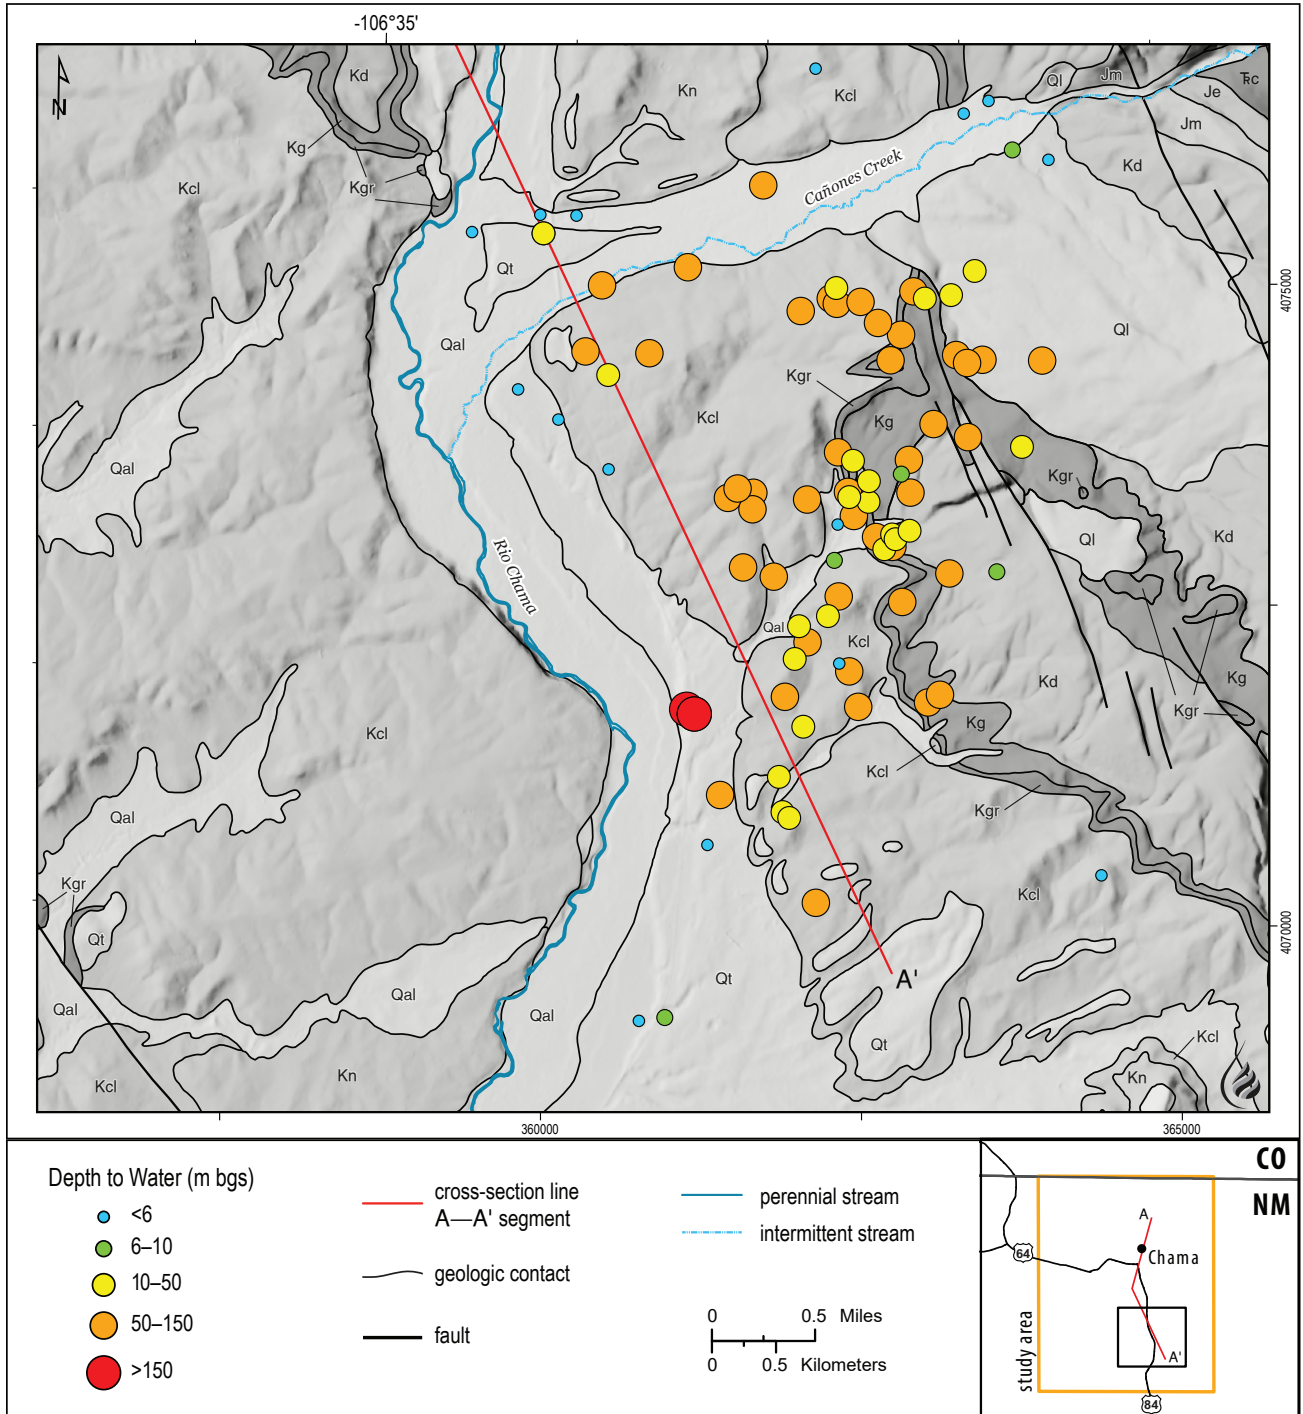 -106°35'
N
Kd
Kn
Kcl
Ql
Jm
Ꞧc
Je
Jm
Kg
Kgr
Kcl
Kd
Cañones Creek
Qt
4075000
Ql
Qal
Kgr
Kcl
Kg
Qal
Kgr
Ql
Kd
Rio Chama
Qal
Kcl
Kd
Kg
Kgr
Kg
Kcl
Kcl
Kgr
Qal
Kgr
Kcl
Qt
4070000
Qt
A'
Qal
Qal
Qal
Qt
Kcl
Kn
Kn
Kcl
360000
365000
Depth to Water (m bgs)
<6
6–10
10–50
50–150
>150
cross-section line
A—A' segment
geologic contact
fault
perennial stream
intermittent stream
0 0.5 Miles
0 0.5 Kilometers
CO
NM
A
Chama
64
study area
A'
84